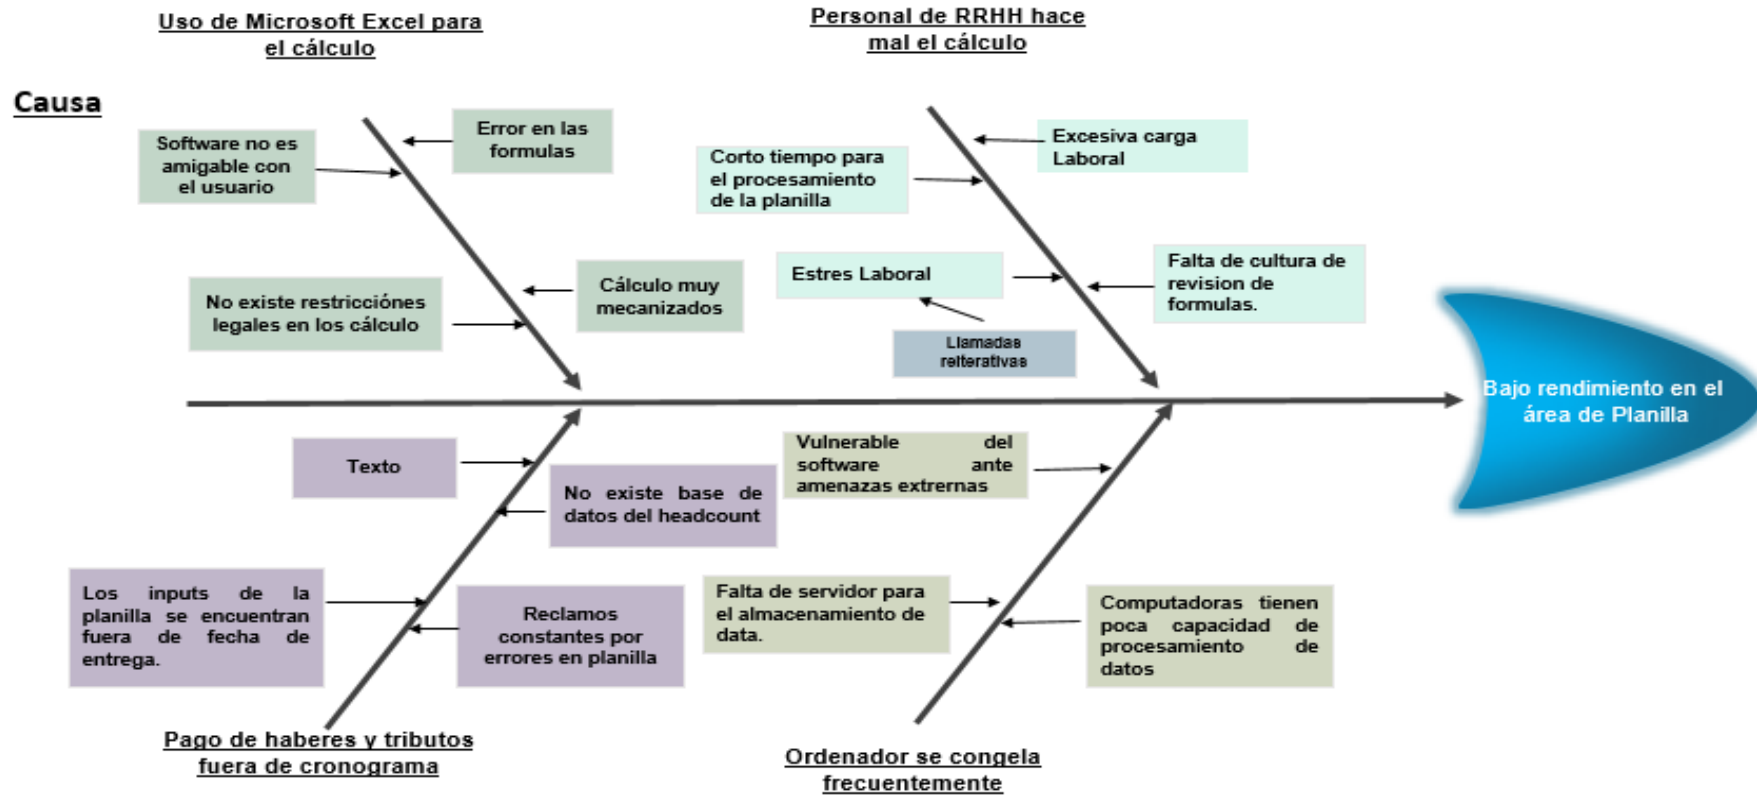 Uso de Microsoft Excel para
el cálculo
Personal de RRHH hace
mal el cálculo
Causa
Software no es
amigable con
el usuario
Error en las
formulas
No existe restricciónes
legales en los cálculo
Cálculo muy
mecanizados
Corto tiempo para
el procesamiento
de la planilla
Excesiva carga
Laboral
Estres Laboral
Llamadas
reiterativas
Falta de cultura de
revision de
formulas.
Bajo rendimiento en el
área de Planilla
Texto
No existe base de
datos del headcount
Los inputs de la
planilla se encuentran
fuera de fecha de
entrega.
Reclamos
constantes por
errores en planilla
Vulnerable del
software ante
amenazas extrernas
Falta de servidor para
el almacenamiento de
data.
Computadoras tienen
poca capacidad de
procesamiento de
datos
Pago de haberes y tributos
fuera de cronograma
Ordenador se congela
frecuentemente